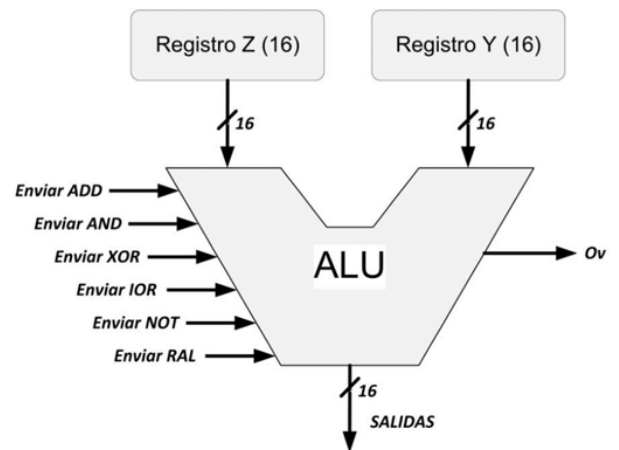 Registro Z (16)
Registro Y (16)
16
16
Enviar ADD
Enviar AND
Enviar XOR
Enviar IOR
Enviar NOT
Enviar RAL
ALU
Ov
16
SALIDAS